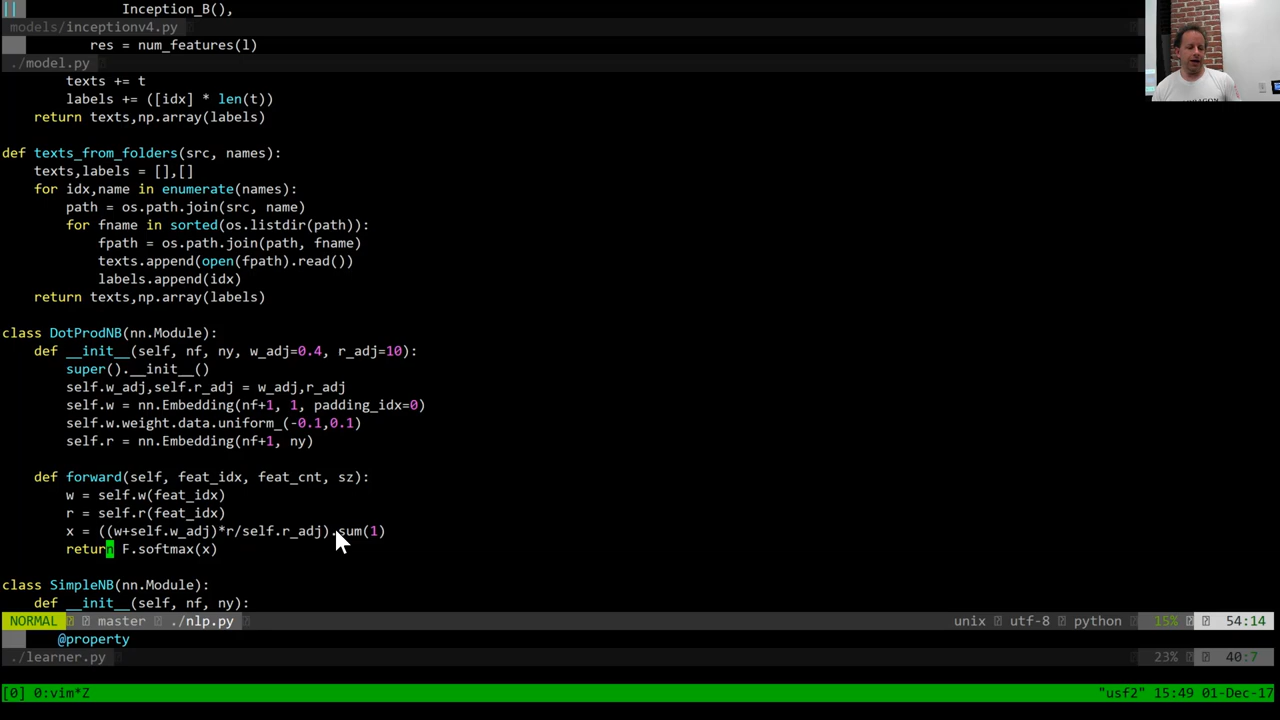 ||            Inception_B(),
models/inceptionv4.py
        res = num_features(l)
./model.py
        texts += t
        labels += ([idx] * len(t))
    return texts,np.array(labels)

def texts_from_folders(src, names):
    texts,labels = [],[]
    for idx,name in enumerate(names):
        path = os.path.join(src, name)
        for fname in sorted(os.listdir(path)):
            fpath = os.path.join(path, fname)
            texts.append(open(fpath).read())
            labels.append(idx)
    return texts,np.array(labels)

class DotProdNB(nn.Module):
    def __init__(self, nf, ny, w_adj=0.4, r_adj=10):
        super().__init__()
        self.w_adj,self.r_adj = w_adj,r_adj
        self.w = nn.Embedding(nf+1, 1, padding_idx=0)
        self.w.weight.data.uniform_(-0.1,0.1)
        self.r = nn.Embedding(nf+1, ny)

    def forward(self, feat_idx, feat_cnt, sz):
        w = self.w(feat_idx)
        r = self.r(feat_idx)
        x = ((w+self.w_adj)*r/self.r_adj).sum(1)
        return F.softmax(x)

class SimpleNB(nn.Module):
    def __init__(self, nf, ny):
NORMAL master ./nlp.py unix utf-8 python 15% 54:14
    @property
./learner.py 23% 40:7
[0] 0:vim*Z "usf2" 15:49 01-Dec-17